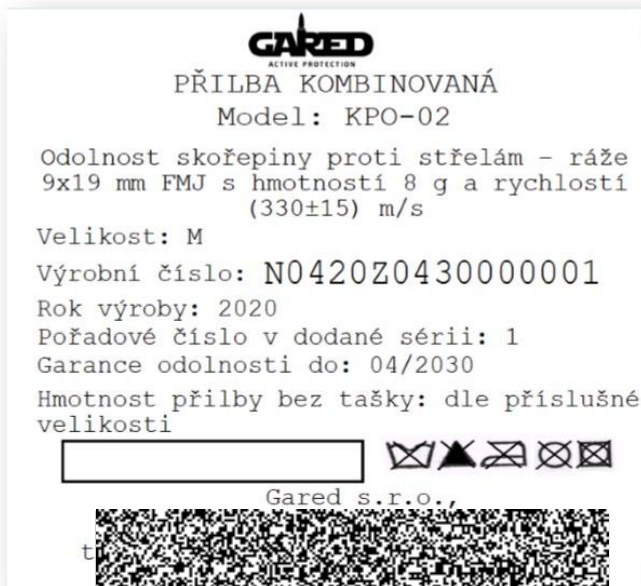 GARED
ACTIVE PROTECTION
PŘILBA KOMBINOVANÁ
Model: KPO-02
Odolnost skořepiny proti střelám – ráže
9x19 mm FMJ s hmotností 8 g a rychlostí
(330±15) m/s
Velikost: M
Výrobní číslo: N0420Z0430000001
Rok výroby: 2020
Pořadové číslo v dodané sérii: 1
Garance odolnosti do: 04/2030
Hmotnost přilby bez tašky: dle příslušné
velikosti
Gared s.r.o.,